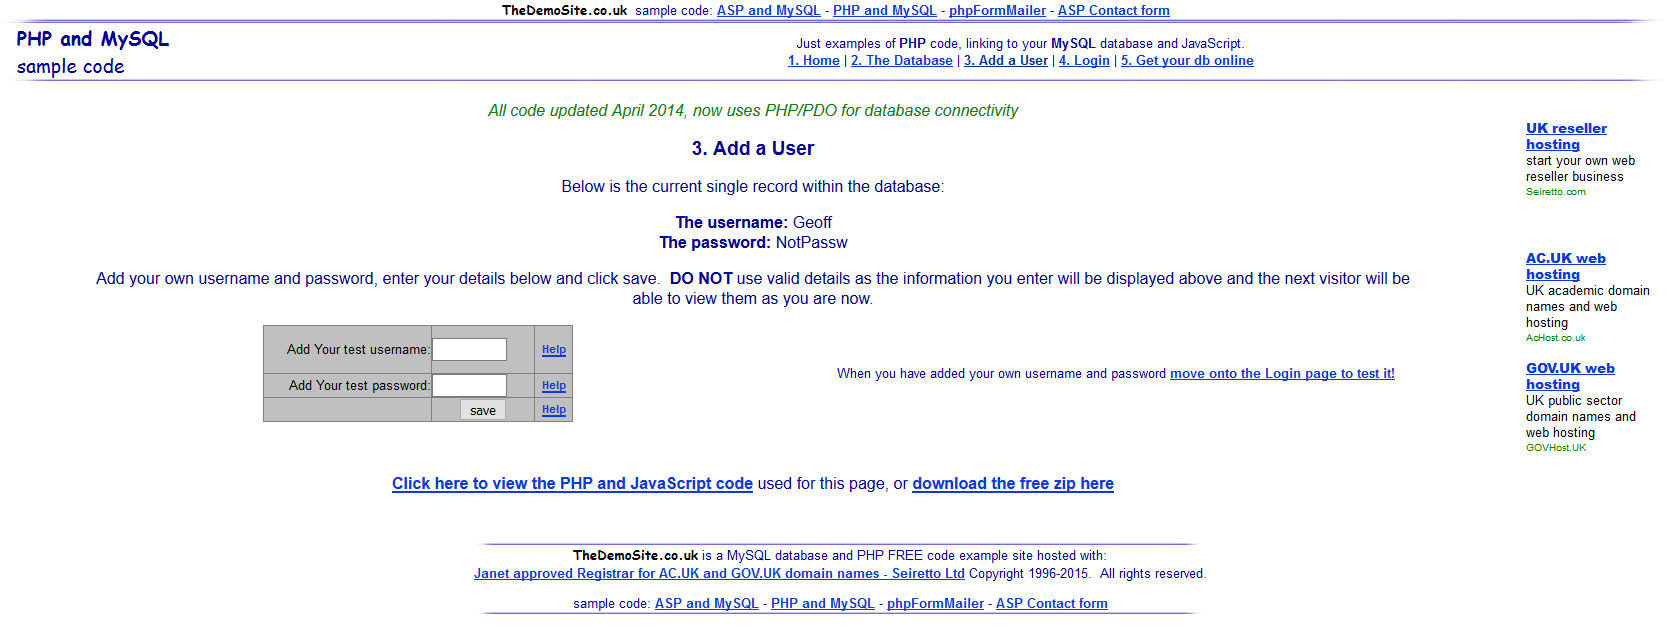 TheDemoSite.co.uk sample code: ASP and MySQL - PHP and MySQL - phpFormMailer - ASP Contact form
PHP and MySQL
sample code
Just examples of PHP code, linking to your MySQL database and JavaScript.
1. Home | 2. The Database | 3. Add a User | 4. Login | 5. Get your db online
All code updated April 2014, now uses PHP/PDO for database connectivity
3. Add a User
Below is the current single record within the database:
The username: Geoff
The password: NotPassw
Add your own username and password, enter your details below and click save. DO NOT use valid details as the information you enter will be displayed above and the next visitor will be
able to view them as you are now.
Add Your test username: Help
Add Your test password: Help
save Help
When you have added your own username and password move onto the Login page to test it!
Click here to view the PHP and JavaScript code used for this page, or download the free zip here
UK reseller
hosting
start your own web
reseller business
Seiretto.com
AC.UK web
hosting
UK academic domain
names and web
hosting
AcHost.co.uk
GOV.UK web
hosting
UK public sector
domain names and
web hosting
GOVHost.UK
TheDemoSite.co.uk is a MySQL database and PHP FREE code example site hosted with:
Janet approved Registrar for AC.UK and GOV.UK domain names - Seiretto Ltd Copyright 1996-2015. All rights reserved.
sample code: ASP and MySQL - PHP and MySQL - phpFormMailer - ASP Contact form